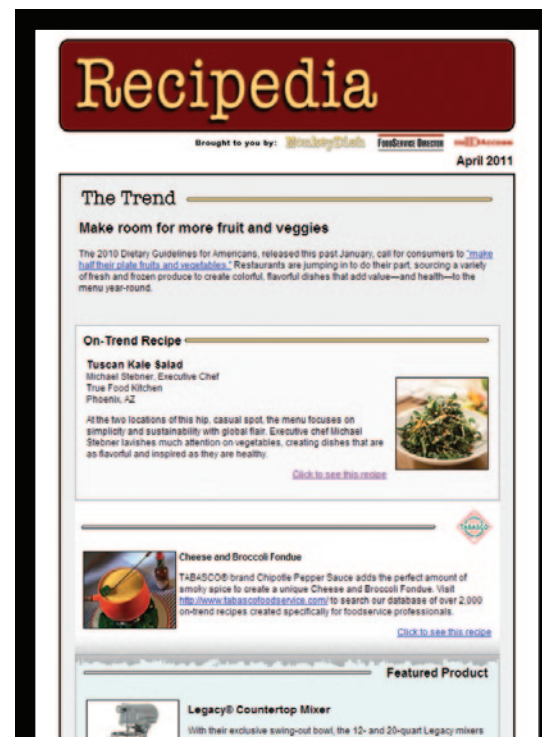 Recipedia
Brought to you by: MonkeyDish FoodService Director
April 2011
The Trend
Make room for more fruit and veggies
The 2010 Dietary Guidelines for Americans, released this past January, call for consumers to "make
half their plate fruits and vegetables." Restaurants are jumping in to do their part, sourcing a variety
of fresh and frozen produce to create colorful, flavorful dishes that add value—and health—to the
menu year-round.
On-Trend Recipe
Tuscan Kale Salad
Michael Stebner, Executive Chef
True Food Kitchen
Phoenix, AZ
At the two locations of this hip, casual spot, the menu focuses on
simplicity and sustainability with global flair. Executive chef Michael
Stebner lavishes much attention on vegetables, creating dishes that are
as flavorful and inspired as they are healthy.
Click to see this recipe
TABASCO
Cheese and Broccoli Fondue
TABASCO® brand Chipotle Pepper Sauce adds the perfect amount of
smoky spice to create a unique Cheese and Broccoli Fondue. Visit
http://www.tabascofoodservice.com/ to search our database of over 2,000
on-trend recipes created specifically for foodservice professionals.
Click to see this recipe
Featured Product
Legacy® Countertop Mixer
With their exclusive swing-out bowl, the 12- and 20-quart Legacy mixers